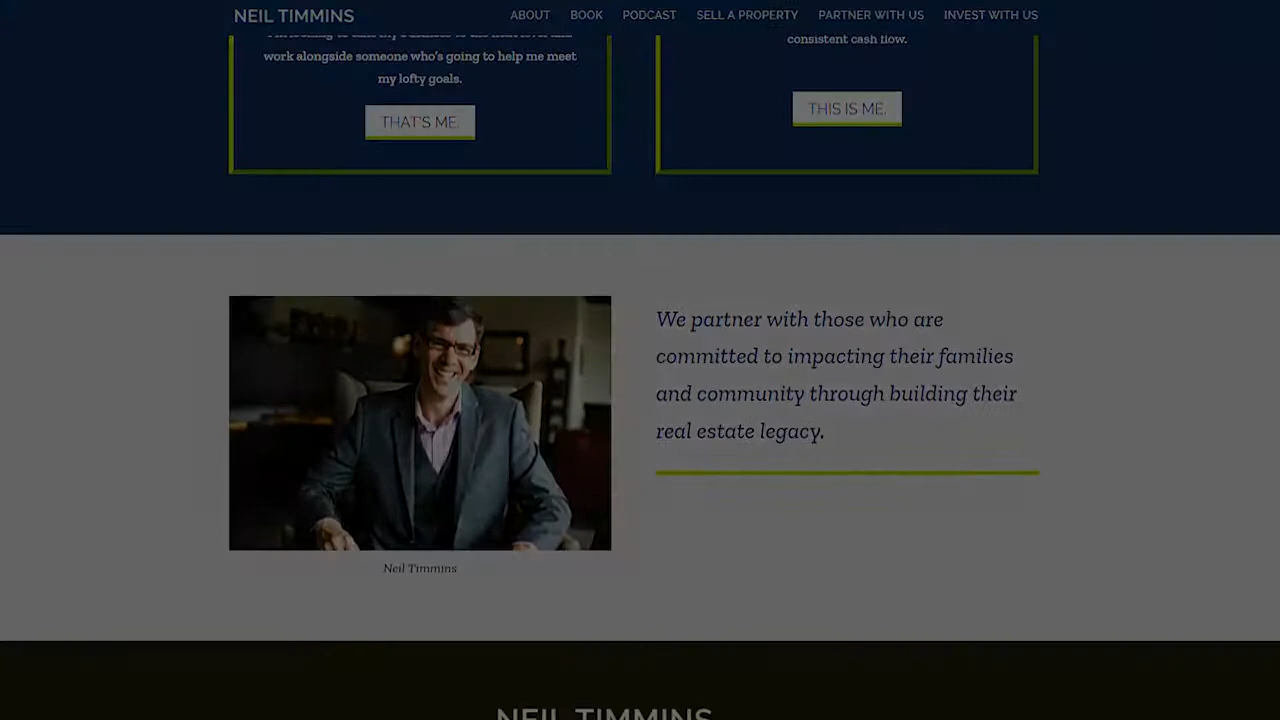 NEIL TIMMINS
ABOUT BOOK PODCAST SELL A PROPERTY PARTNER WITH US INVEST WITH US
work alongside someone who's going to help me meet
my lofty goals.
THAT'S ME.
consistent cash flow.
THIS IS ME.
We partner with those who are
committed to impacting their families
and community through building their
real estate legacy.
Neil Timmins
NEIL TIMMINS